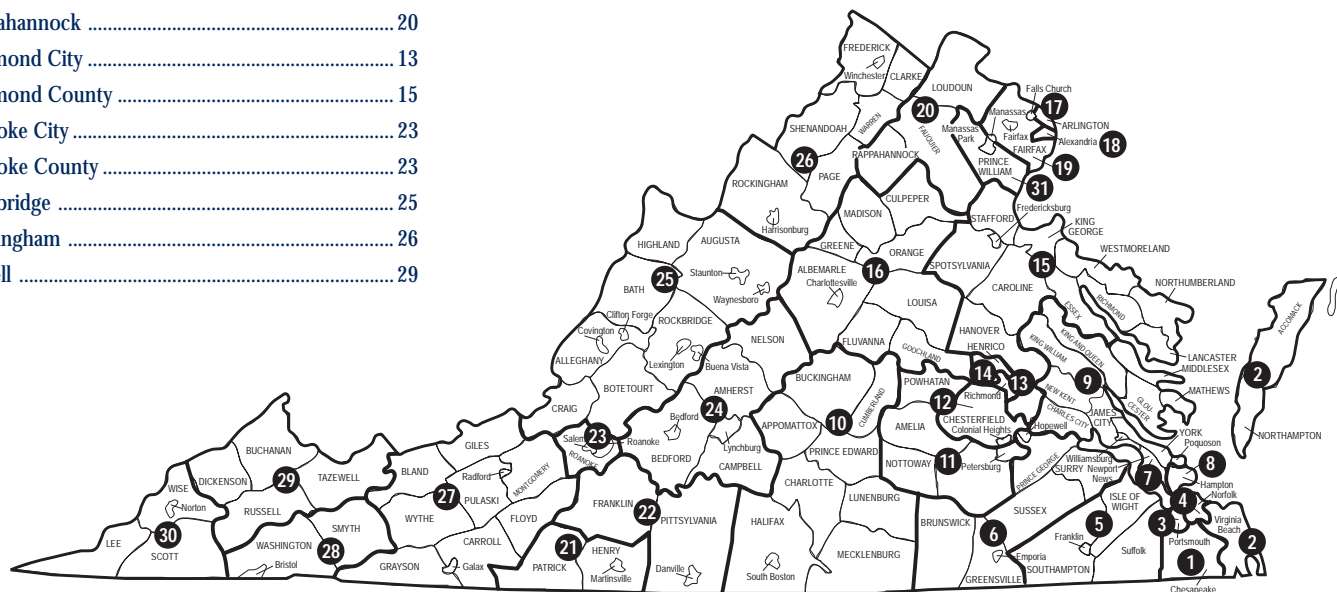 ahannock ................................................................ 20
mond City ................................................................ 13
mond County ................................................................ 15
oke City ................................................................ 23
oke County ................................................................ 23
bridge ................................................................ 25
ngham ................................................................ 26
ll ................................................................ 29
FREDERICK
Winchester
CLARKE
LOUDOUN
Falls Church
17
Manassas
ARLINGTON
20
SHENANDOAH
WARREN
FAUQUIER
Manassas
Park
Fairfax
Alexandria
18
FAIRFAX
19
26
RAPPAHANNOCK
PRINCE
WILLIAM
31
ROCKINGHAM
PAGE
CULPEPER
MADISON
Fredericksburg
STAFFORD
KING
GEORGE
Harrisonburg
HIGHLAND
AUGUSTA
GREENE
ORANGE
WESTMORELAND
SPOTSYLVANIA
15
ALBEMARLE
16
Charlottesville
Staunton
25
BATH
Waynesboro
CAROLINE
NORTHUMBERLAND
LOUISA
ESSEX
RICHMOND
ACCOMACK
Clifton Forge
Covington
ROCKBRIDGE
NELSON
FLUVANNA
HANOVER
HENRICO
GOOCHLAND
KING WILLIAM
KING AND QUEEN
ALLEGHANY
Lexington
Buena Vista
LANCASTER
MIDDLESEX
BUCKINGHAM
POWHATAN
14
13
9
2
BOTETOURT
AMHERST
CUMBERLAND
12
Richmond
NEW KENT
MATHEWS
CRAIG
24
GLOU-
CESTER
Bedford
APPOMATTOX
10
AMELIA
CHESTERFIELD
Colonial Heights
CHARLES CITY
JAMES
CITY
Hopewell
Salem
23
Roanoke
ROANOKE
Lynchburg
YORK
NORTHAMPTON
GILES
BUCHANAN
BEDFORD
CAMPBELL
PRINCE EDWARD
NOTTOWAY
11
Petersburg
PRINCE GEORGE
Williamsburg
Poquoson
SURRY
Newport
News
7
8
Hampton
BLAND
Radford
MONTGOMERY
DICKENSON
29
TAZEWELL
WISE
CHARLOTTE
LUNENBURG
Norfolk
27
PULASKI
FRANKLIN
22
ISLE OF
WIGHT
4
Norton
RUSSELL
WYTHE
FLOYD
PITTSYLVANIA
HALIFAX
BRUNSWICK
SUSSEX
5
3
Virginia
Beach
30
SMYTH
6
LEE
SCOTT
WASHINGTON
28
CARROLL
21
HENRY
PATRICK
MECKLENBURG
Emporia
Franklin
Suffolk
Portsmouth
2
1
Bristol
GRAYSON
Galax
Martinsville
Danville
South Boston
GREENSVILLE
SOUTHAMPTON
Chesapeake